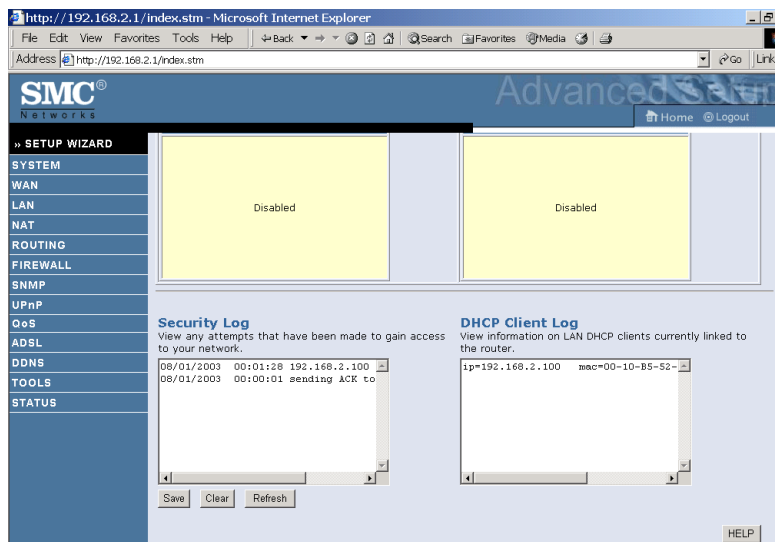 http://192.168.2.1/index.stm - Microsoft Internet Explorer
File Edit View Favorites Tools Help Back Search Favorites Media
Address http://192.168.2.1/index.stm Go Link
SMC®
Networks
Advanced Setup
Home Logout
» SETUP WIZARD
SYSTEM
WAN
LAN
NAT
ROUTING
FIREWALL
SNMP
UPnP
QoS
ADSL
DDNS
TOOLS
STATUS
Disabled
Disabled
Security Log
View any attempts that have been made to gain access
to your network.
08/01/2003 00:01:28 192.168.2.100
08/01/2003 00:00:01 sending ACK to
Save Clear Refresh
DHCP Client Log
View information on LAN DHCP clients currently linked to
the router.
ip=192.168.2.100 mac=00-10-B5-52-
HELP